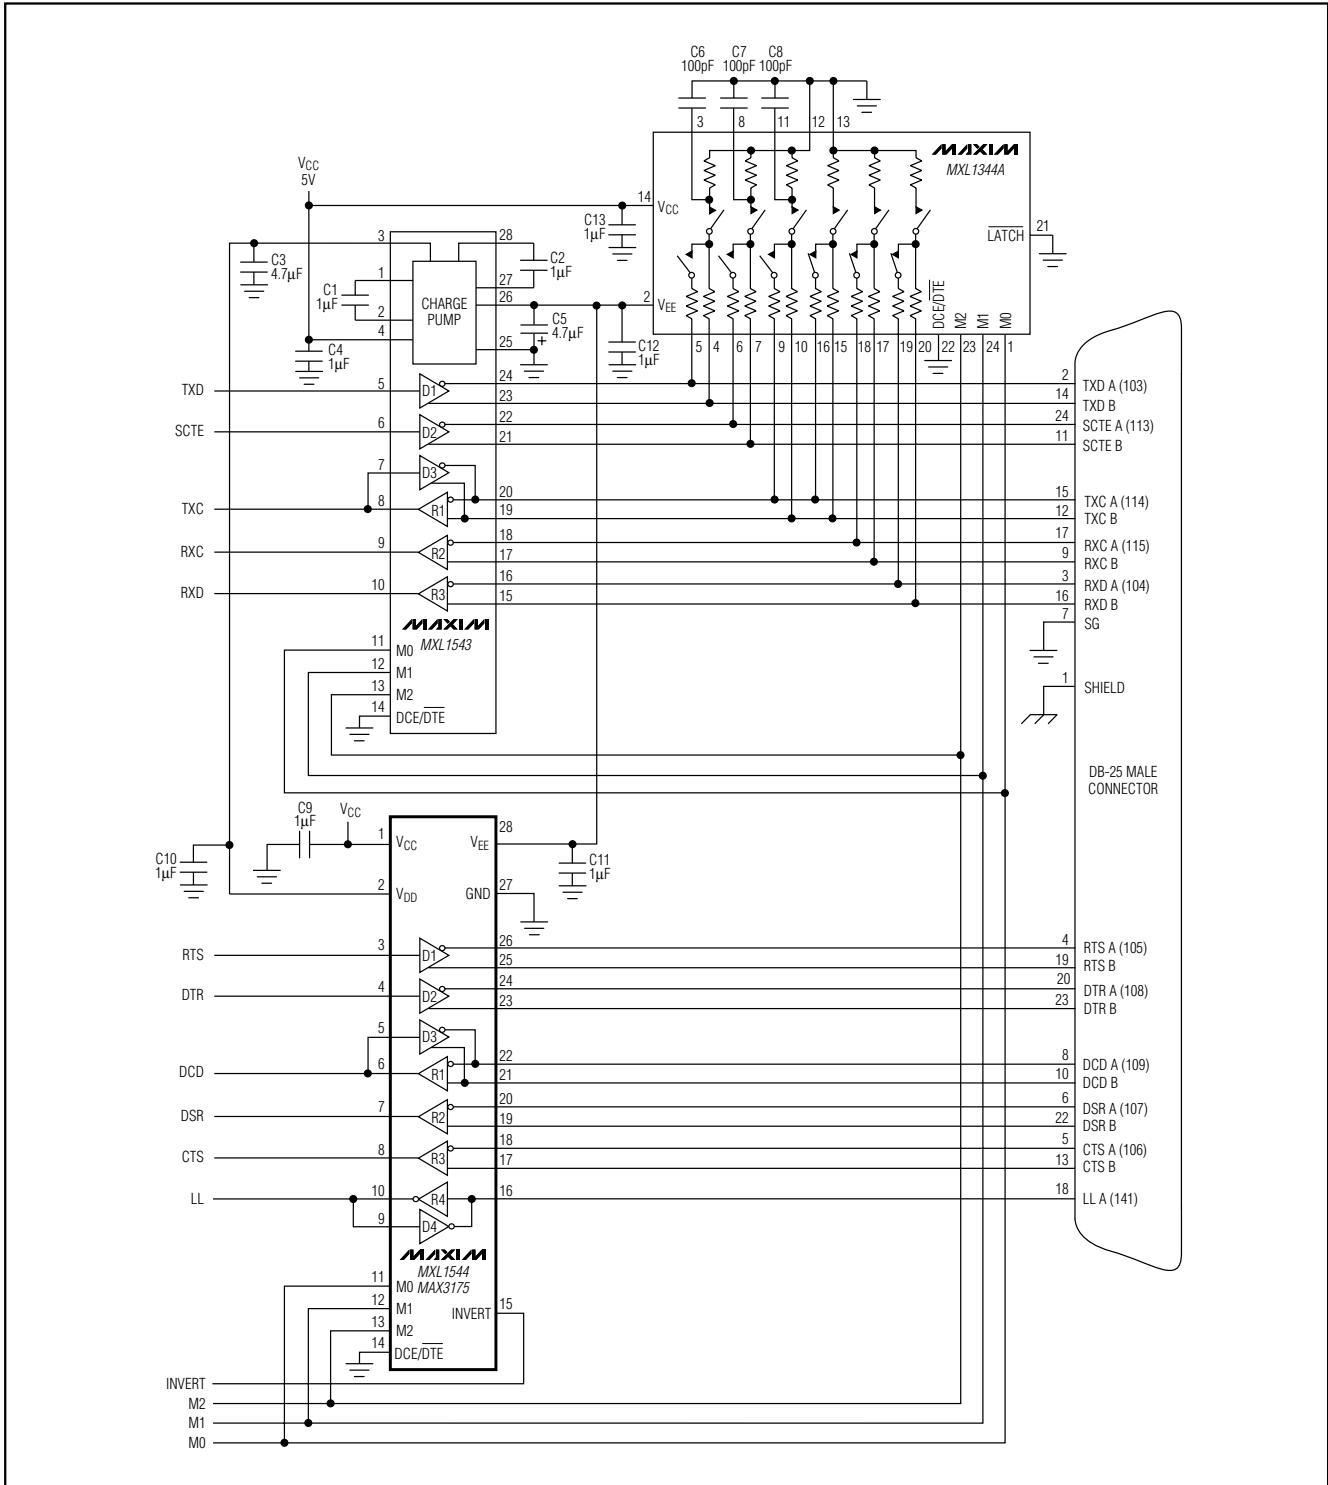 C6 C7 C8
100pF 100pF 100pF
3 8 11 12 13
MAXIM
MXL1344A
VCC
5V
14 VCC
C13
1µF
21
LATCH
3 28
C3
4.7µF
C2
1µF
1 27
C1
1µF
CHARGE
PUMP
26
2 VEE
2
C5
4.7µF
+
4 25
C4
1µF
C12
1µF
DCE/DTE M2 M1 M0
5 4 6 7 9 10 16 15 18 17 19 20 22 23 24 1
TXD 5 D1 24 2 TXD A (103)
23 14 TXD B
SCTE 6 D2 22 24 SCTE A (113)
21 11 SCTE B
7 D3
TXC 8 R1 20 15 TXC A (114)
19 12 TXC B
RXC 9 R2 18 17 RXC A (115)
17 9 RXC B
RXD 10 R3 16 3 RXD A (104)
15 16 RXD B
7 SG
MAXIM
MXL1543
11 M0
12 M1
13 M2
14 DCE/DTE
1 SHIELD
DB-25 MALE
CONNECTOR
C9
1µF
VCC
1 VCC VEE 28
C10
1µF
C11
1µF
2 VDD GND 27
RTS 3 D1 26 4 RTS A (105)
25 19 RTS B
DTR 4 D2 24 20 DTR A (108)
23 23 DTR B
5 D3
DCD 6 R1 22 8 DCD A (109)
21 10 DCD B
DSR 7 R2 20 6 DSR A (107)
19 22 DSR B
CTS 8 R3 18 5 CTS A (106)
17 13 CTS B
LL 10 R4 16 18 LL A (141)
9 D4
MAXIM
MXL1544
MAX3175
11 M0
12 M1
INVERT 15
13 M2
14 DCE/DTE
INVERT
M2
M1
M0